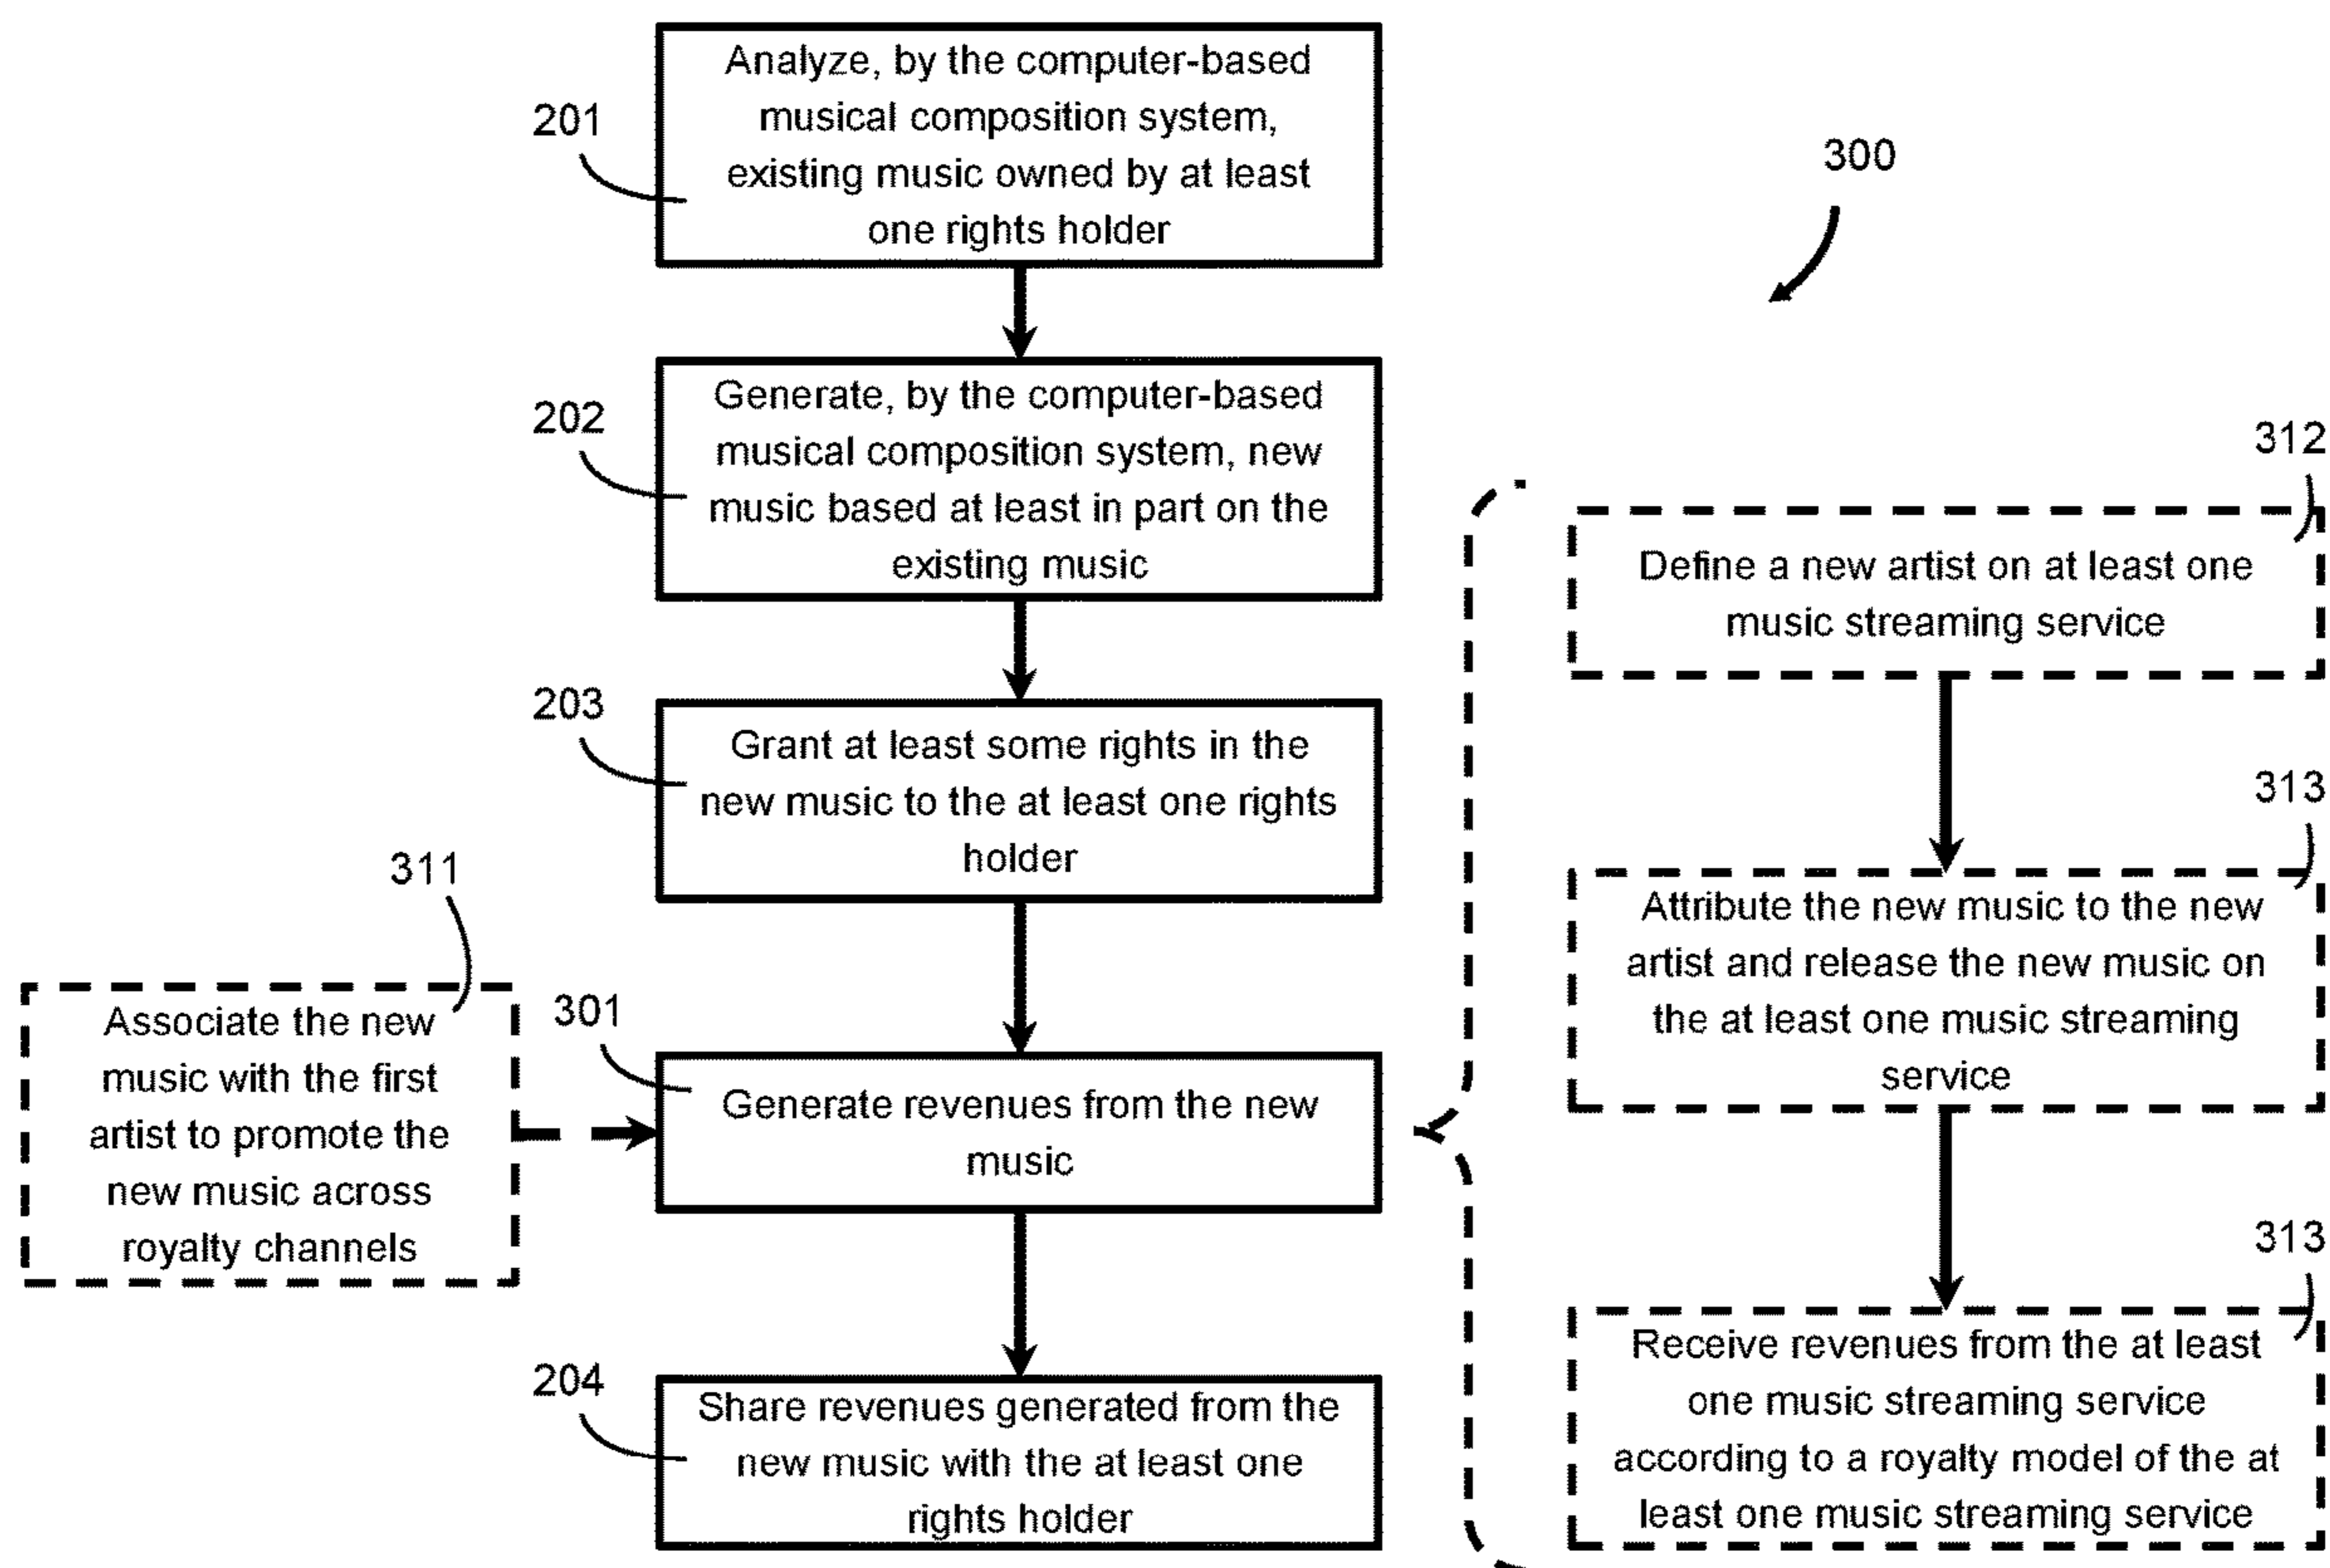 201
Analyze, by the computer-based
musical composition system,
existing music owned by at least
one rights holder
300
202
Generate, by the computer-based
musical composition system, new
music based at least in part on the
existing music
203
Grant at least some rights in the
new music to the at least one rights
holder
311
Associate the new
music with the first
artist to promote the
new music across
royalty channels
301
Generate revenues from the new
music
204
Share revenues generated from the
new music with the at least one
rights holder
312
Define a new artist on at least one
music streaming service
313
Attribute the new music to the new
artist and release the new music on
the at least one music streaming
service
313
Receive revenues from the at least
one music streaming service
according to a royalty model of the at
least one music streaming service